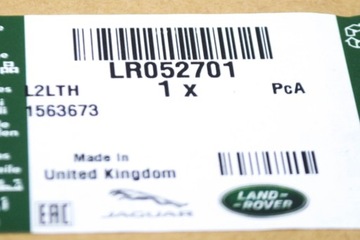 LR052701
L2LTH 1 x PcA
1563673
Made In
United Kingdom
EAC
JAGUAR
LAND-
ROVER